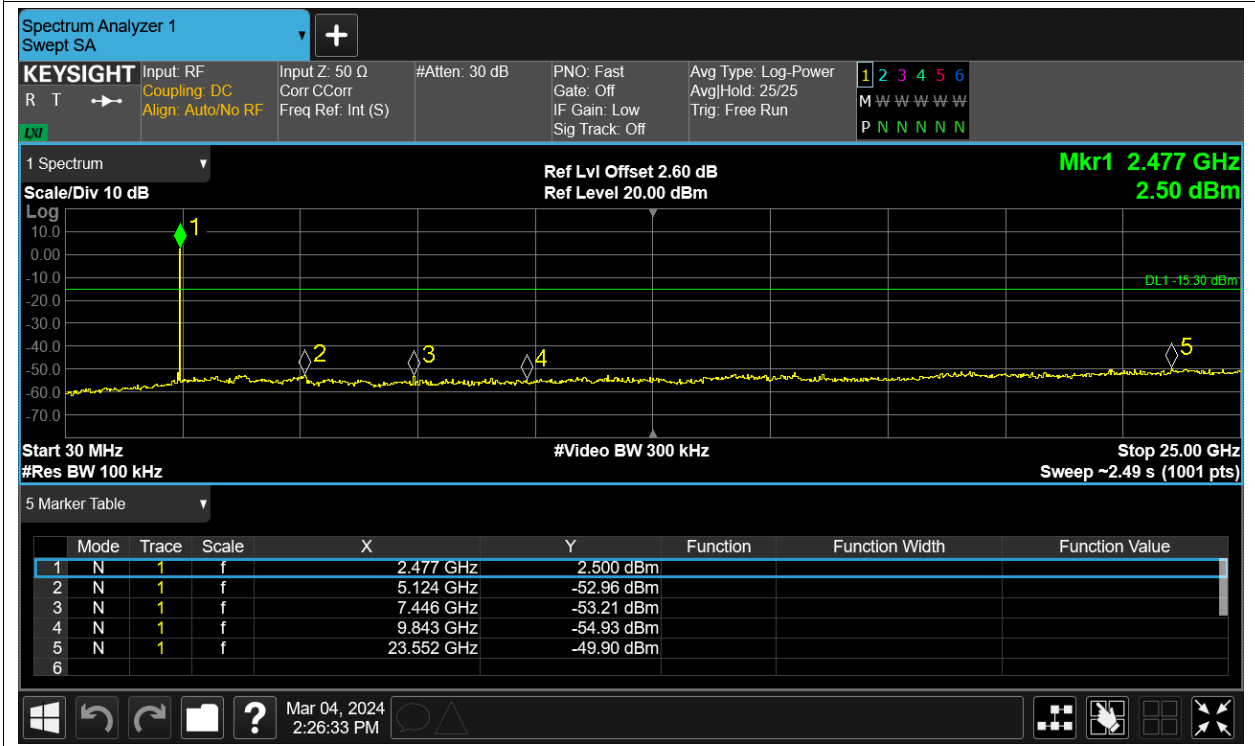 Spectrum Analyzer 1
Swept SA
+
KEYSIGHT
R T
LXI
Input: RF
Coupling: DC
Align: Auto/No RF
Input Z: 50 Ω
Corr CCorr
Freq Ref: Int (S)
#Atten: 30 dB
PNO: Fast
Gate: Off
IF Gain: Low
Sig Track: Off
Avg Type: Log-Power
Avg|Hold: 25/25
Trig: Free Run
1 2 3 4 5 6
M W W W W W
P N N N N N
1 Spectrum
Scale/Div 10 dB
Ref Lvl Offset 2.60 dB
Ref Level 20.00 dBm
Mkr1 2.477 GHz
2.50 dBm
Log
10.0
0.00
-10.0
-20.0
-30.0
-40.0
-50.0
-60.0
-70.0
1
2
3
4
5
DL1 -15.30 dBm
Start 30 MHz
#Res BW 100 kHz
#Video BW 300 kHz
Stop 25.00 GHz
Sweep ~2.49 s (1001 pts)
5 Marker Table
Mode Trace Scale X Y Function Function Width Function Value
1 N 1 f 2.477 GHz 2.500 dBm
2 N 1 f 5.124 GHz -52.96 dBm
3 N 1 f 7.446 GHz -53.21 dBm
4 N 1 f 9.843 GHz -54.93 dBm
5 N 1 f 23.552 GHz -49.90 dBm
6
?
Mar 04, 2024
2:26:33 PM